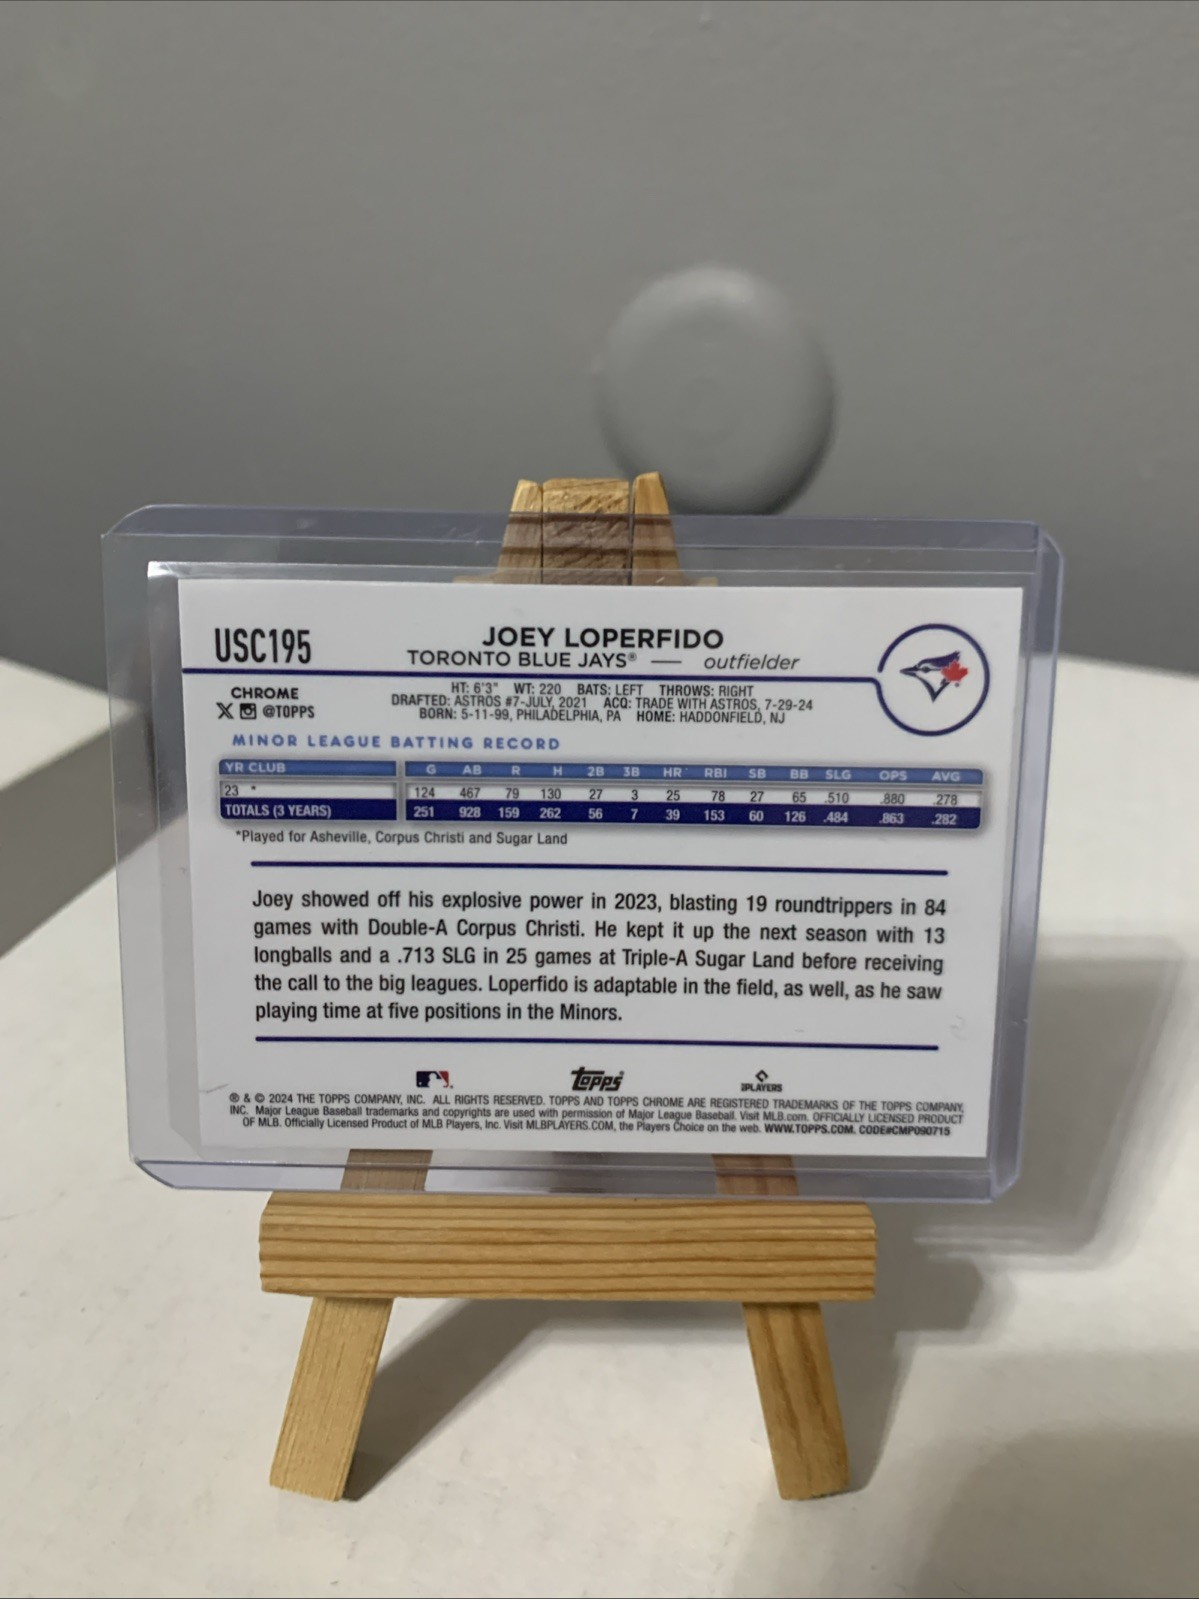 USC195
JOEY LOPERFIDO
TORONTO BLUE JAYS® — outfielder
CHROME
@TOPPS
HT: 6'3" WT: 220 BATS: LEFT THROWS: RIGHT
DRAFTED: ASTROS #7-JULY, 2021 ACQ: TRADE WITH ASTROS, 7-29-24
BORN: 5-11-99, PHILADELPHIA, PA HOME: HADDONFIELD, NJ
MINOR LEAGUE BATTING RECORD
YR CLUB G AB R H 2B 3B HR RBI SB BB SLG OPS AVG
23 * 124 467 79 130 27 3 25 78 27 65 .510 .880 .278
TOTALS (3 YEARS) 251 928 159 262 56 7 39 153 60 126 .484 .863 .282
*Played for Asheville, Corpus Christi and Sugar Land
Joey showed off his explosive power in 2023, blasting 19 roundtrippers in 84
games with Double-A Corpus Christi. He kept it up the next season with 13
longballs and a .713 SLG in 25 games at Triple-A Sugar Land before receiving
the call to the big leagues. Loperfido is adaptable in the field, as well, as he saw
playing time at five positions in the Minors.
Topps
PLAYERS
® & © 2024 THE TOPPS COMPANY, INC. ALL RIGHTS RESERVED. TOPPS AND TOPPS CHROME ARE REGISTERED TRADEMARKS OF THE TOPPS COMPANY,
INC. Major League Baseball trademarks and copyrights are used with permission of Major League Baseball. Visit MLB.com. OFFICIALLY LICENSED PRODUCT
OF MLB. Officially Licensed Product of MLB Players, Inc. Visit MLBPLAYERS.COM, the Players Choice on the web. WWW.TOPPS.COM. CODE#CMP090715